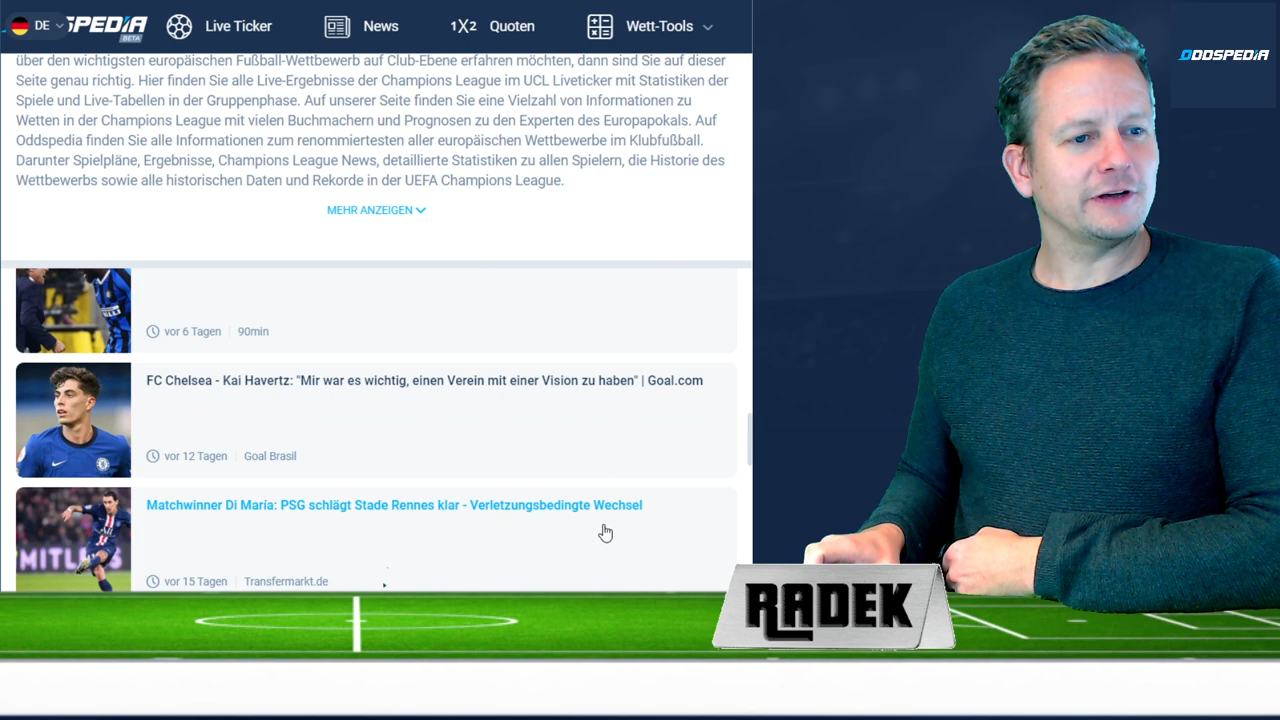 DE
SPEDIA
BETA
Live Ticker
News
1X2 Quoten
Wett-Tools
ODDSPEDIA
über den wichtigsten europäischen Fußball-Wettbewerb auf Club-Ebene erfahren möchten, dann sind Sie auf dieser
Seite genau richtig. Hier finden Sie alle Live-Ergebnisse der Champions League im UCL Liveticker mit Statistiken der
Spiele und Live-Tabellen in der Gruppenphase. Auf unserer Seite finden Sie eine Vielzahl von Informationen zu
Wetten in der Champions League mit vielen Buchmachern und Prognosen zu den Experten des Europapokals. Auf
Oddspedia finden Sie alle Informationen zum renommiertesten aller europäischen Wettbewerbe im Klubfußball.
Darunter Spielpläne, Ergebnisse, Champions League News, detaillierte Statistiken zu allen Spielern, die Historie des
Wettbewerbs sowie alle historischen Daten und Rekorde in der UEFA Champions League.
MEHR ANZEIGEN
vor 6 Tagen 90min
FC Chelsea - Kai Havertz: "Mir war es wichtig, einen Verein mit einer Vision zu haben" | Goal.com
vor 12 Tagen Goal Brasil
Matchwinner Di María: PSG schlägt Stade Rennes klar - Verletzungsbedingte Wechsel
MITL
vor 15 Tagen Transfermarkt.de
RADEK